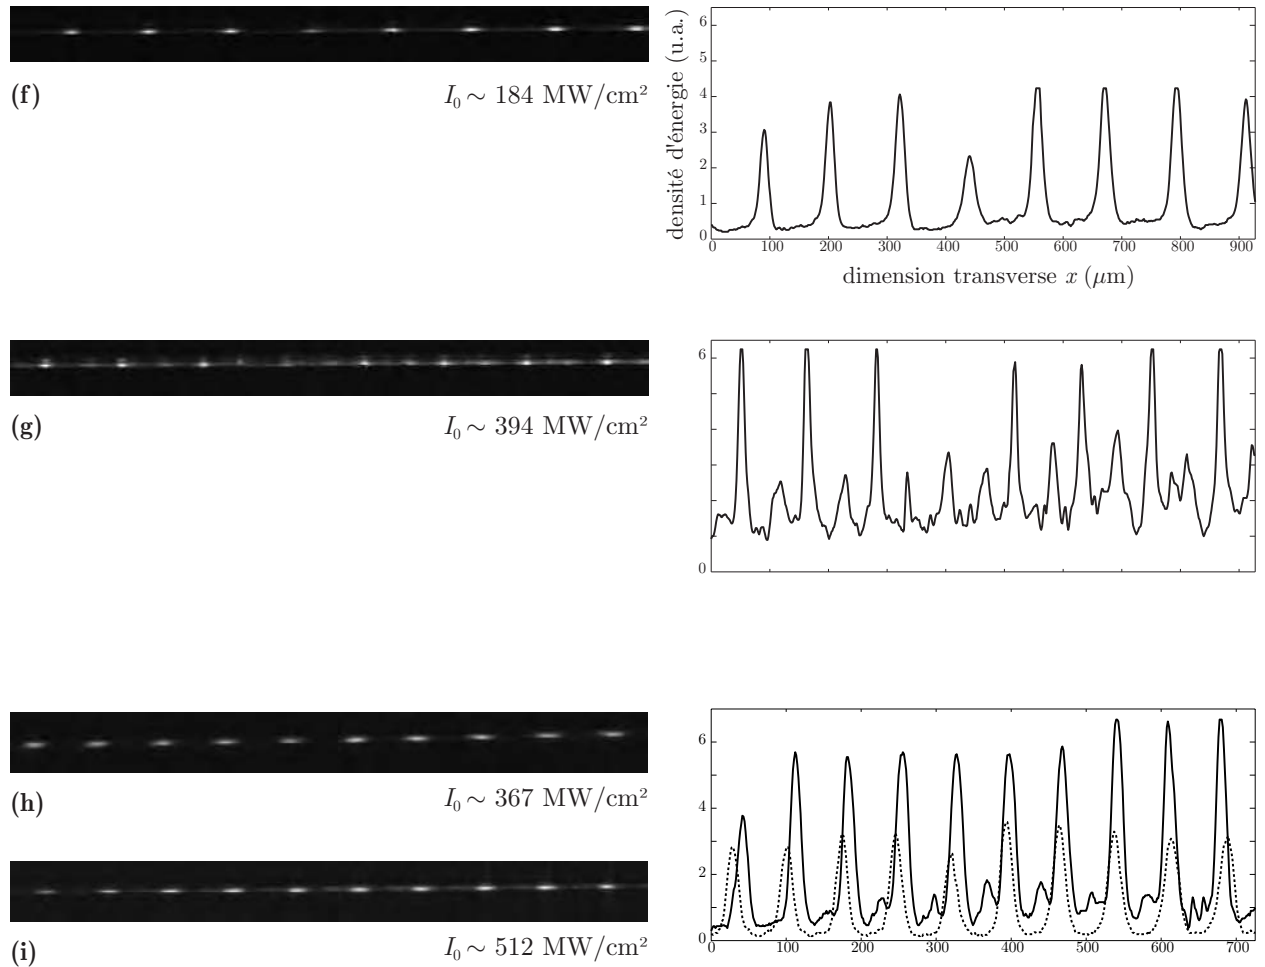 (f)
I₀ ~ 184 MW/cm²
densité d'énergie (u.a.)
6
5
4
3
2
1
0
0 100 200 300 400 500 600 700 800 900
dimension transverse x (μm)
(g)
I₀ ~ 394 MW/cm²
6
0
(h)
I₀ ~ 367 MW/cm²
(i)
I₀ ~ 512 MW/cm²
6
4
2
0
0 100 200 300 400 500 600 700